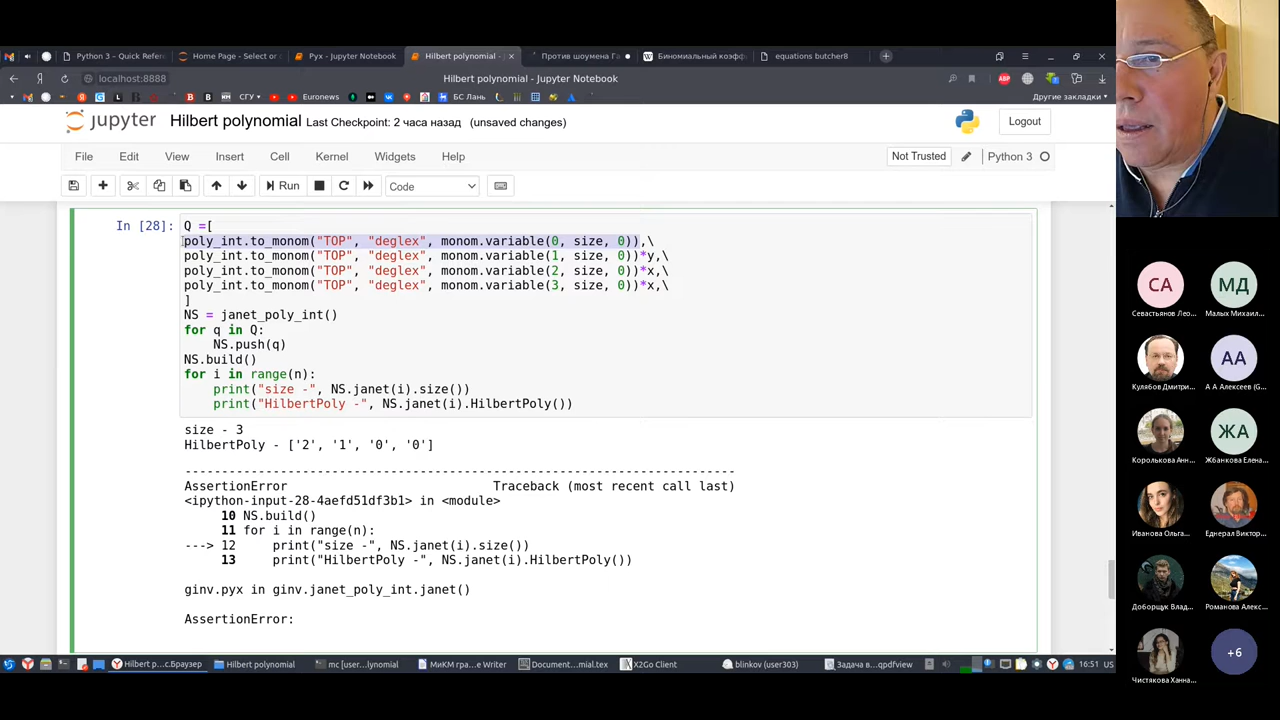 Python 3 – Quick Refere
Home Page - Select or c
Рух - Jupyter Notebook
Hilbert polynomial -
Против шоумена Га
Биномиальный коэфф
equations butcher8
localhost:8888
Hilbert polynomial - Jupyter Notebook
СГУ
Euronews
БС Лань
Другие закладки
jupyter Hilbert polynomial Last Checkpoint: 2 часа назад (unsaved changes)
Logout
File Edit View Insert Cell Kernel Widgets Help
Not Trusted
Python 3
Run
Code
In [28]: Q =[
poly_int.to_monom("TOP", "deglex", monom.variable(0, size, 0)),\
poly_int.to_monom("TOP", "deglex", monom.variable(1, size, 0))*y,\
poly_int.to_monom("TOP", "deglex", monom.variable(2, size, 0))*x,\
poly_int.to_monom("TOP", "deglex", monom.variable(3, size, 0))*x,\
]
NS = janet_poly_int()
for q in Q:
    NS.push(q)
NS.build()
for i in range(n):
    print("size -", NS.janet(i).size())
    print("HilbertPoly -", NS.janet(i).HilbertPoly())
size - 3
HilbertPoly - ['2', '1', '0', '0']
---------------------------------------------------------------------------
AssertionError                            Traceback (most recent call last)
<ipython-input-28-4aefd51df3b1> in <module>
     10 NS.build()
     11 for i in range(n):
---> 12     print("size -", NS.janet(i).size())
     13     print("HilbertPoly -", NS.janet(i).HilbertPoly())
ginv.pyx in ginv.janet_poly_int.janet()
AssertionError:
СА
МД
Севастьянов Лео...
Малых Михаил...
АА
Кулябов Дмитри...
А А Алексеев (G...
ЖА
Королькова Анн...
Жбанкова Елена...
Иванова Ольга...
Еднерал Виктор...
Доборщук Влад...
Романова Алекс...
+6
Чистякова Ханна...
Hilbert p...с.Браузер
Hilbert polynomial
mc [user...lynomial
МиКМ гра...e Writer
Document...mial.tex
X2Go Client
blinkov (user303)
Задача в...qpdfview
16:51 US